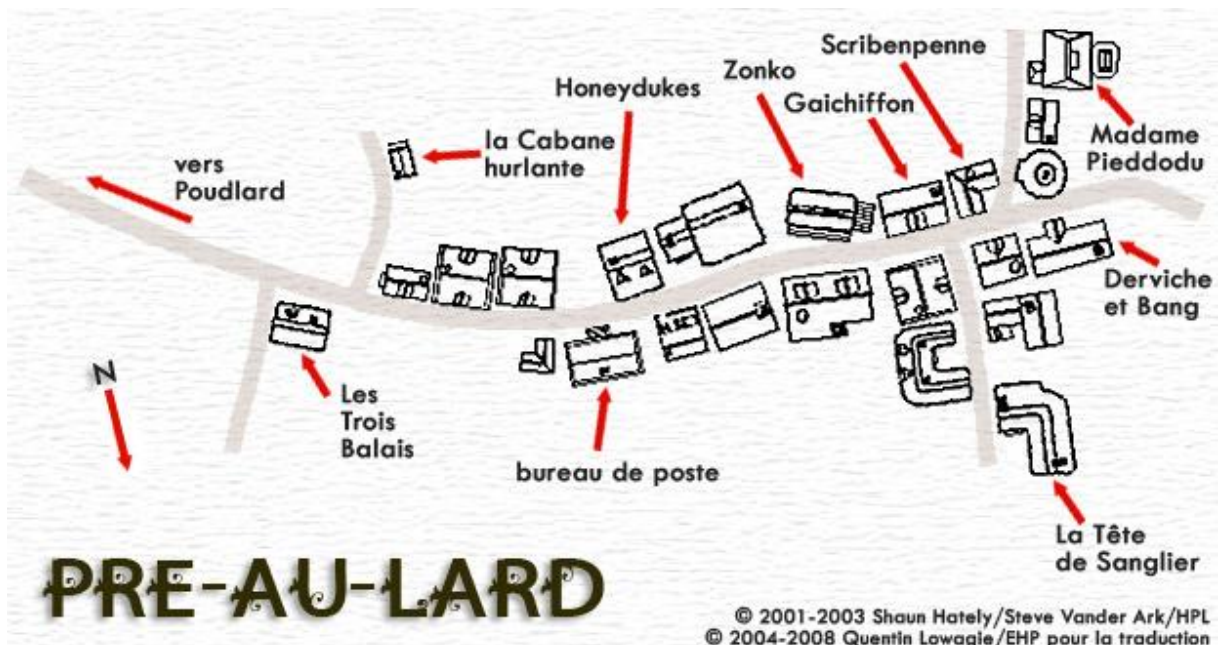 Scribenpenne
Zonko
Honeydukes
Gaichiffon
la Cabane
hurlante
vers
Poudlard
Madame
Pieddodu
Derviche
et Bang
N
Les
Trois
Balais
bureau de poste
La Tête
de Sanglier
PRE-AU-LARD
© 2001-2003 Shaun Hately/Steve Vander Ark/HPL
© 2004-2008 Quentin Lowagie/EHP pour la traduction